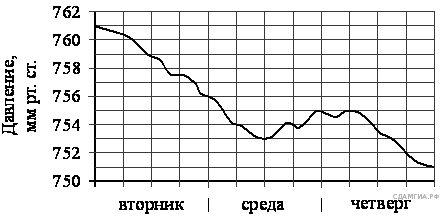 Давление,
мм рт. ст.
762
760
758
756
754
752
750
вторник | среда | четверг
СДАМГИА.РФ